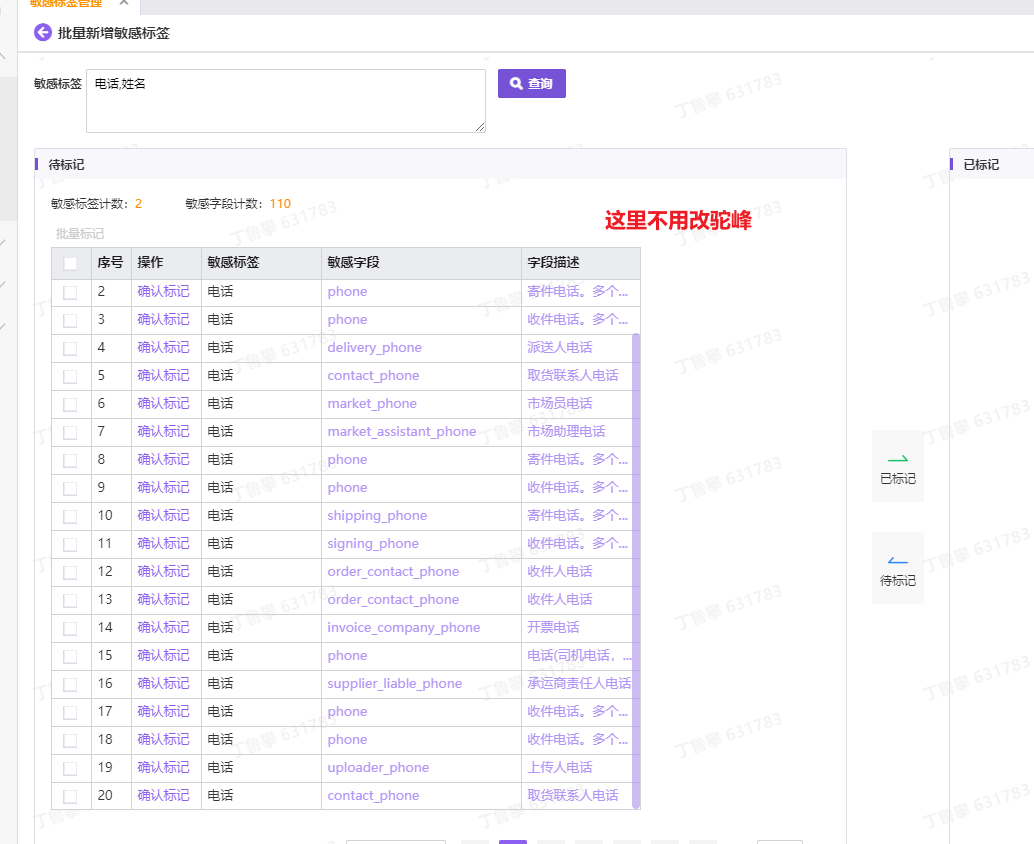 敏感标签管理 ×
批量新增敏感标签
敏感标签 电话,姓名 查询
待标记 已标记
敏感标签计数: 2 敏感字段计数: 110
这里不用改驼峰
批量标记
序号 操作 敏感标签 敏感字段 字段描述
2 确认标记 电话 phone 寄件电话。多个...
3 确认标记 电话 phone 收件电话。多个...
4 确认标记 电话 delivery_phone 派送人电话
5 确认标记 电话 contact_phone 取货联系人电话
6 确认标记 电话 market_phone 市场员电话
7 确认标记 电话 market_assistant_phone 市场助理电话
8 确认标记 电话 phone 寄件电话。多个...
9 确认标记 电话 phone 收件电话。多个...
10 确认标记 电话 shipping_phone 寄件电话。多个...
11 确认标记 电话 signing_phone 收件电话。多个...
12 确认标记 电话 order_contact_phone 收件人电话
13 确认标记 电话 order_contact_phone 收件人电话
14 确认标记 电话 invoice_company_phone 开票电话
15 确认标记 电话 phone 电话(司机电话，...
16 确认标记 电话 supplier_liable_phone 承运商责任人电话
17 确认标记 电话 phone 收件电话。多个...
18 确认标记 电话 phone 收件电话。多个...
19 确认标记 电话 uploader_phone 上传人电话
20 确认标记 电话 contact_phone 取货联系人电话
已标记
待标记
丁鲁攀 631783